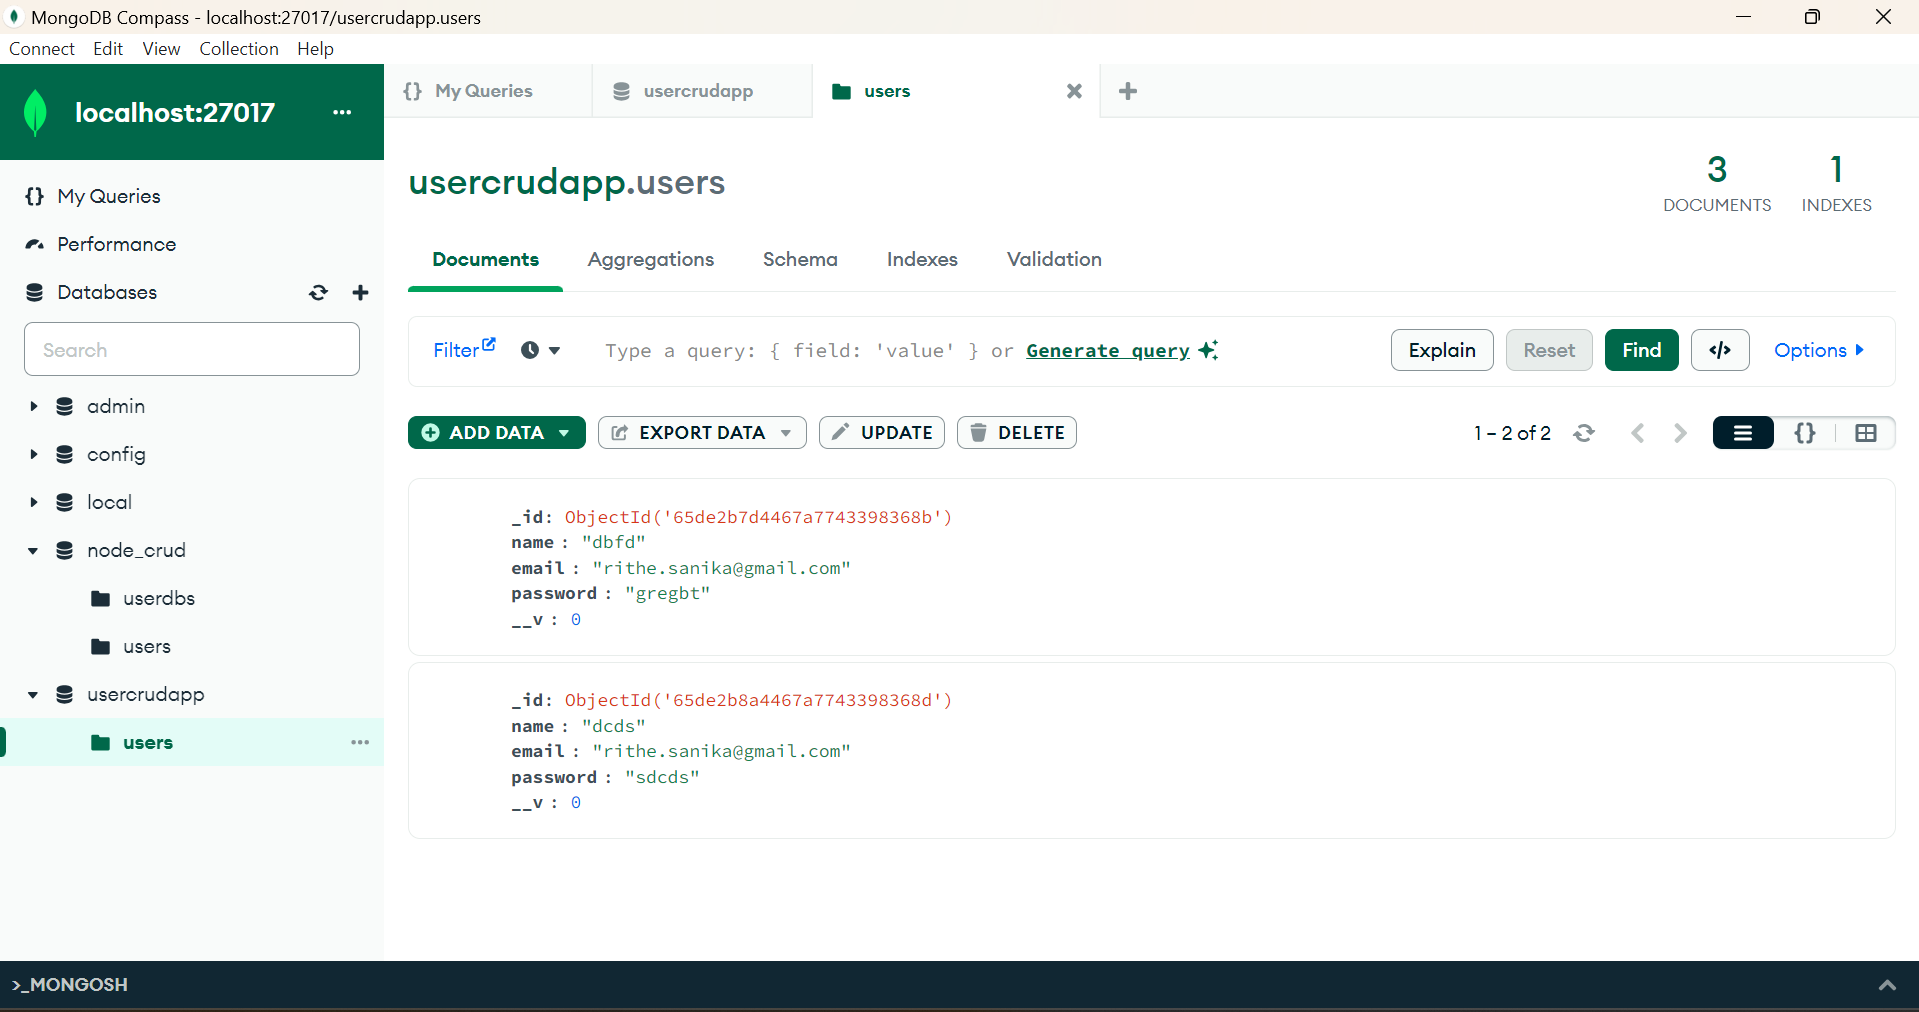 MongoDB Compass - localhost:27017/usercrudapp.users
Connect Edit View Collection Help
localhost:27017 ...
{} My Queries
usercrudapp
users
usercrudapp.users
3
DOCUMENTS
1
INDEXES
{} My Queries
Performance
Databases
Search
admin
config
local
node_crud
userdbs
users
usercrudapp
users ...
Documents Aggregations Schema Indexes Validation
Filter Type a query: { field: 'value' } or Generate query Explain Reset Find </> Options
ADD DATA EXPORT DATA UPDATE DELETE 1 – 2 of 2 {}
_id: ObjectId('65de2b7d4467a7743398368b')
name : "dbfd"
email : "rithe.sanika@gmail.com"
password : "gregbt"
__v : 0
_id: ObjectId('65de2b8a4467a7743398368d')
name : "dcds"
email : "rithe.sanika@gmail.com"
password : "sdcds"
__v : 0
>_MONGOSH